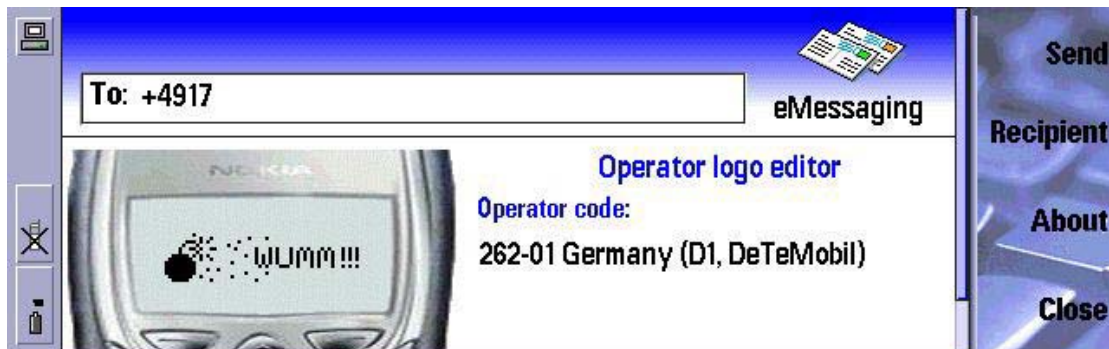 To: +4917
eMessaging
Send
Recipient
Operator logo editor
NOKIA
Operator code:
WUMM!!!
262-01 Germany (D1, DeTeMobil)
About
Close